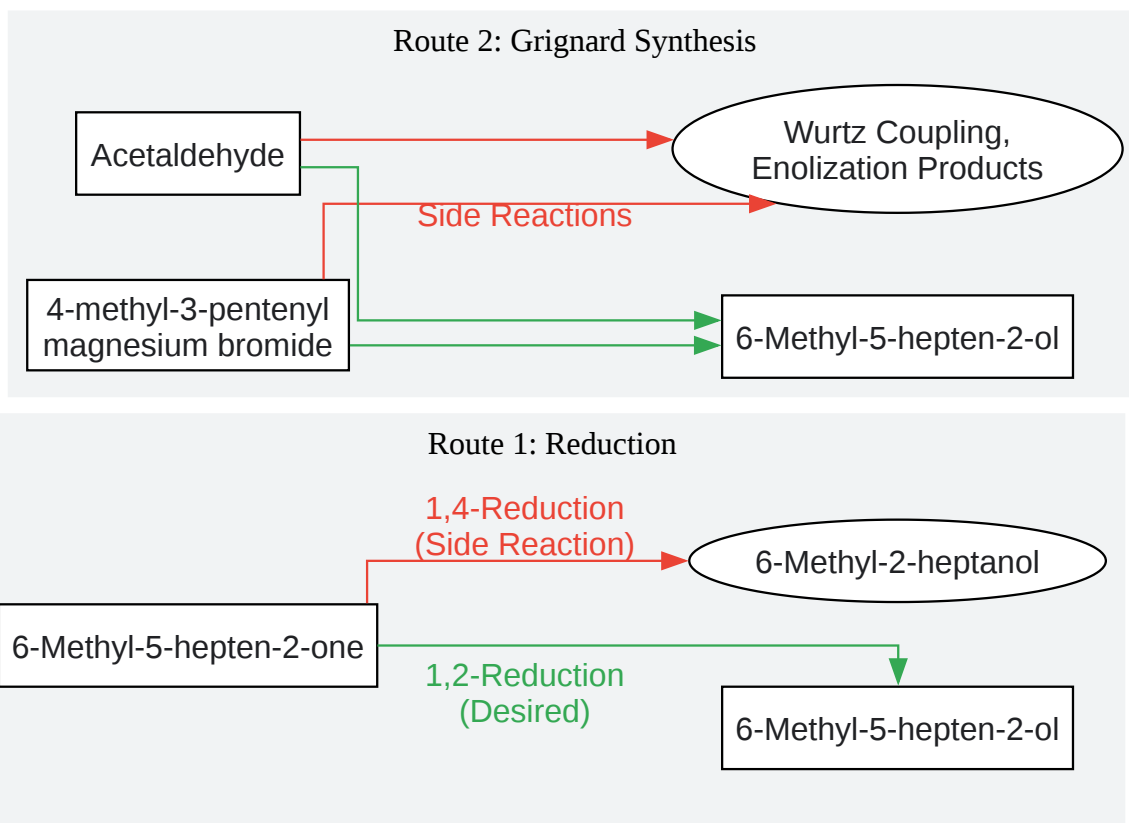 Route 2: Grignard Synthesis
Acetaldehyde
Wurtz Coupling,
Enolization Products
Side Reactions
4-methyl-3-pentenyl
magnesium bromide
6-Methyl-5-hepten-2-ol
Route 1: Reduction
1,4-Reduction
(Side Reaction)
6-Methyl-2-heptanol
6-Methyl-5-hepten-2-one
1,2-Reduction
(Desired)
6-Methyl-5-hepten-2-ol